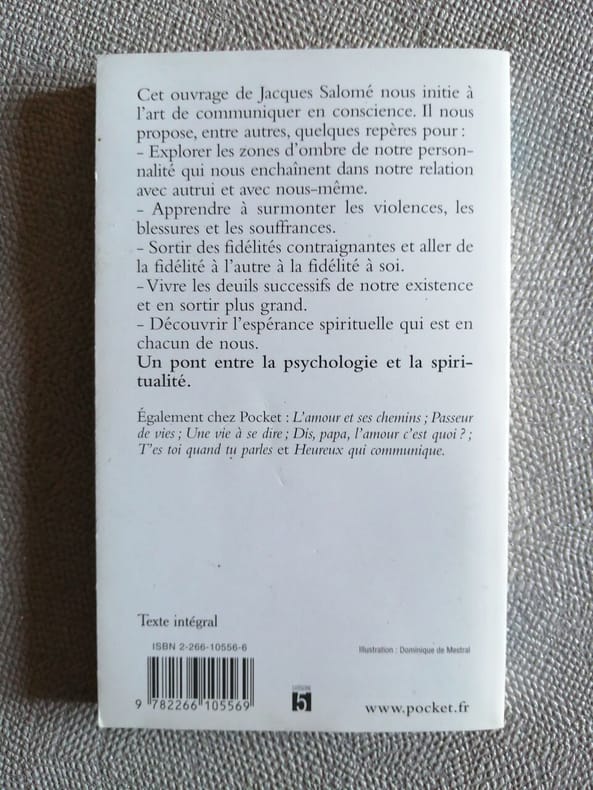 Cet ouvrage de Jacques Salomé nous initie à
l'art de communiquer en conscience. Il nous
propose, entre autres, quelques repères pour :
– Explorer les zones d'ombre de notre person-
nalité qui nous enchaînent dans notre relation
avec autrui et avec nous-même.
– Apprendre à surmonter les violences, les
blessures et les souffrances.
– Sortir des fidélités contraignantes et aller de
la fidélité à l'autre à la fidélité à soi.
– Vivre les deuils successifs de notre existence
et en sortir plus grand.
– Découvrir l'espérance spirituelle qui est en
chacun de nous.
Un pont entre la psychologie et la spiri-
tualité.
Également chez Pocket : L'amour et ses chemins ; Passeur
de vies ; Une vie à se dire ; Dis, papa, l'amour c'est quoi ? ;
T'es toi quand tu parles et Heureux qui communique.
Texte intégral
ISBN 2-266-10556-6
Illustration : Dominique de Mestral
9 782266 105569
5
www.pocket.fr